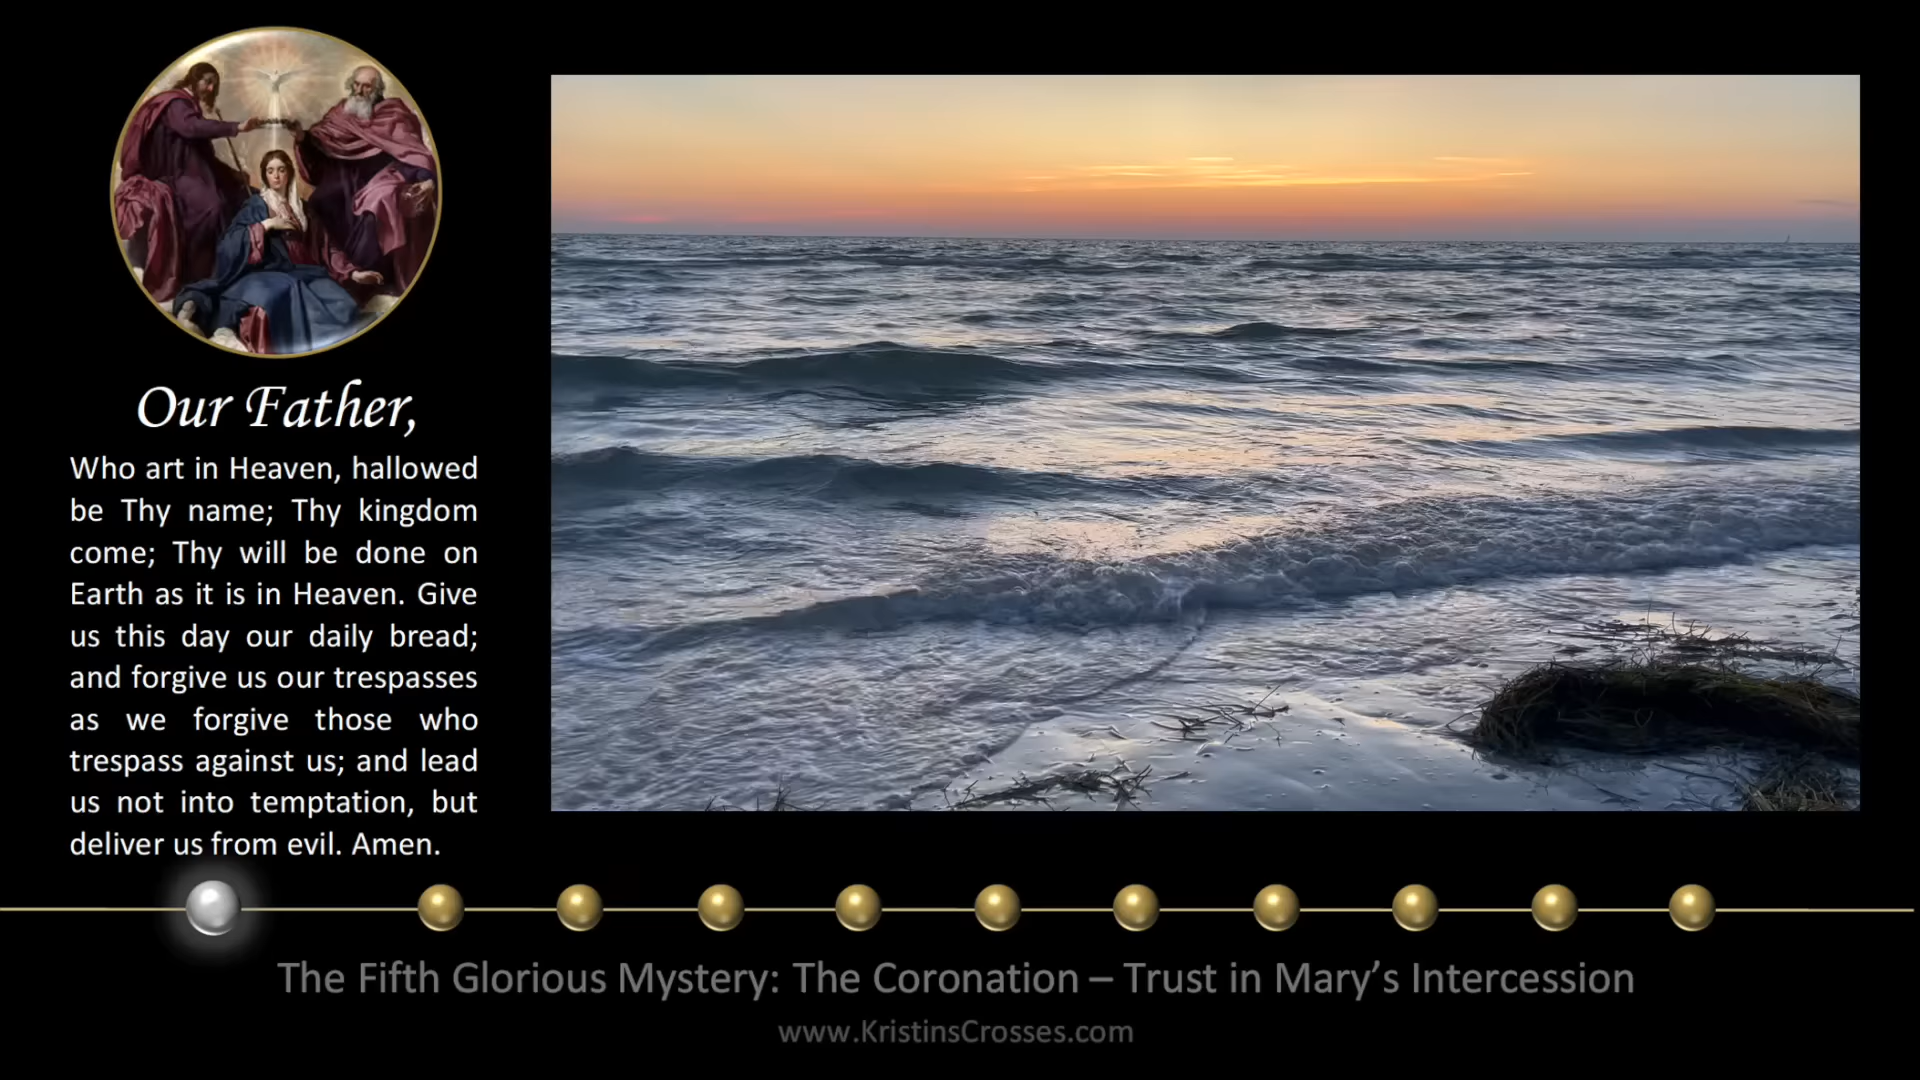 Our Father,
Who art in Heaven, hallowed
be Thy name; Thy kingdom
come; Thy will be done on
Earth as it is in Heaven. Give
us this day our daily bread;
and forgive us our trespasses
as we forgive those who
trespass against us; and lead
us not into temptation, but
deliver us from evil. Amen.
The Fifth Glorious Mystery: The Coronation – Trust in Mary’s Intercession
www.KristinsCrosses.com